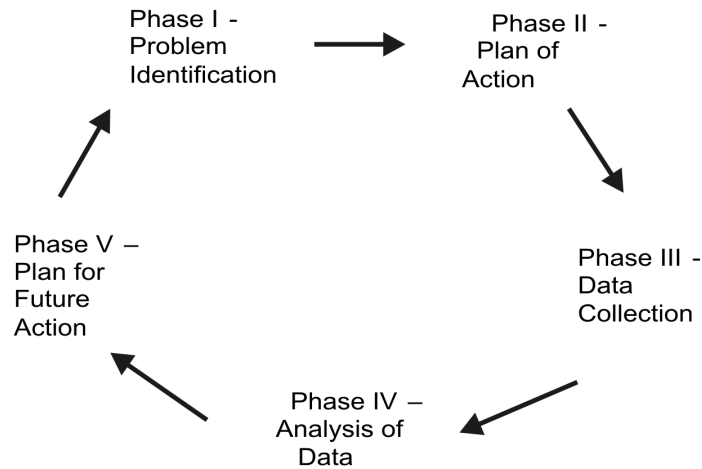 Phase I -
Problem
Identification
Phase II -
Plan of
Action
Phase III -
Data
Collection
Phase IV –
Analysis of
Data
Phase V –
Plan for
Future
Action